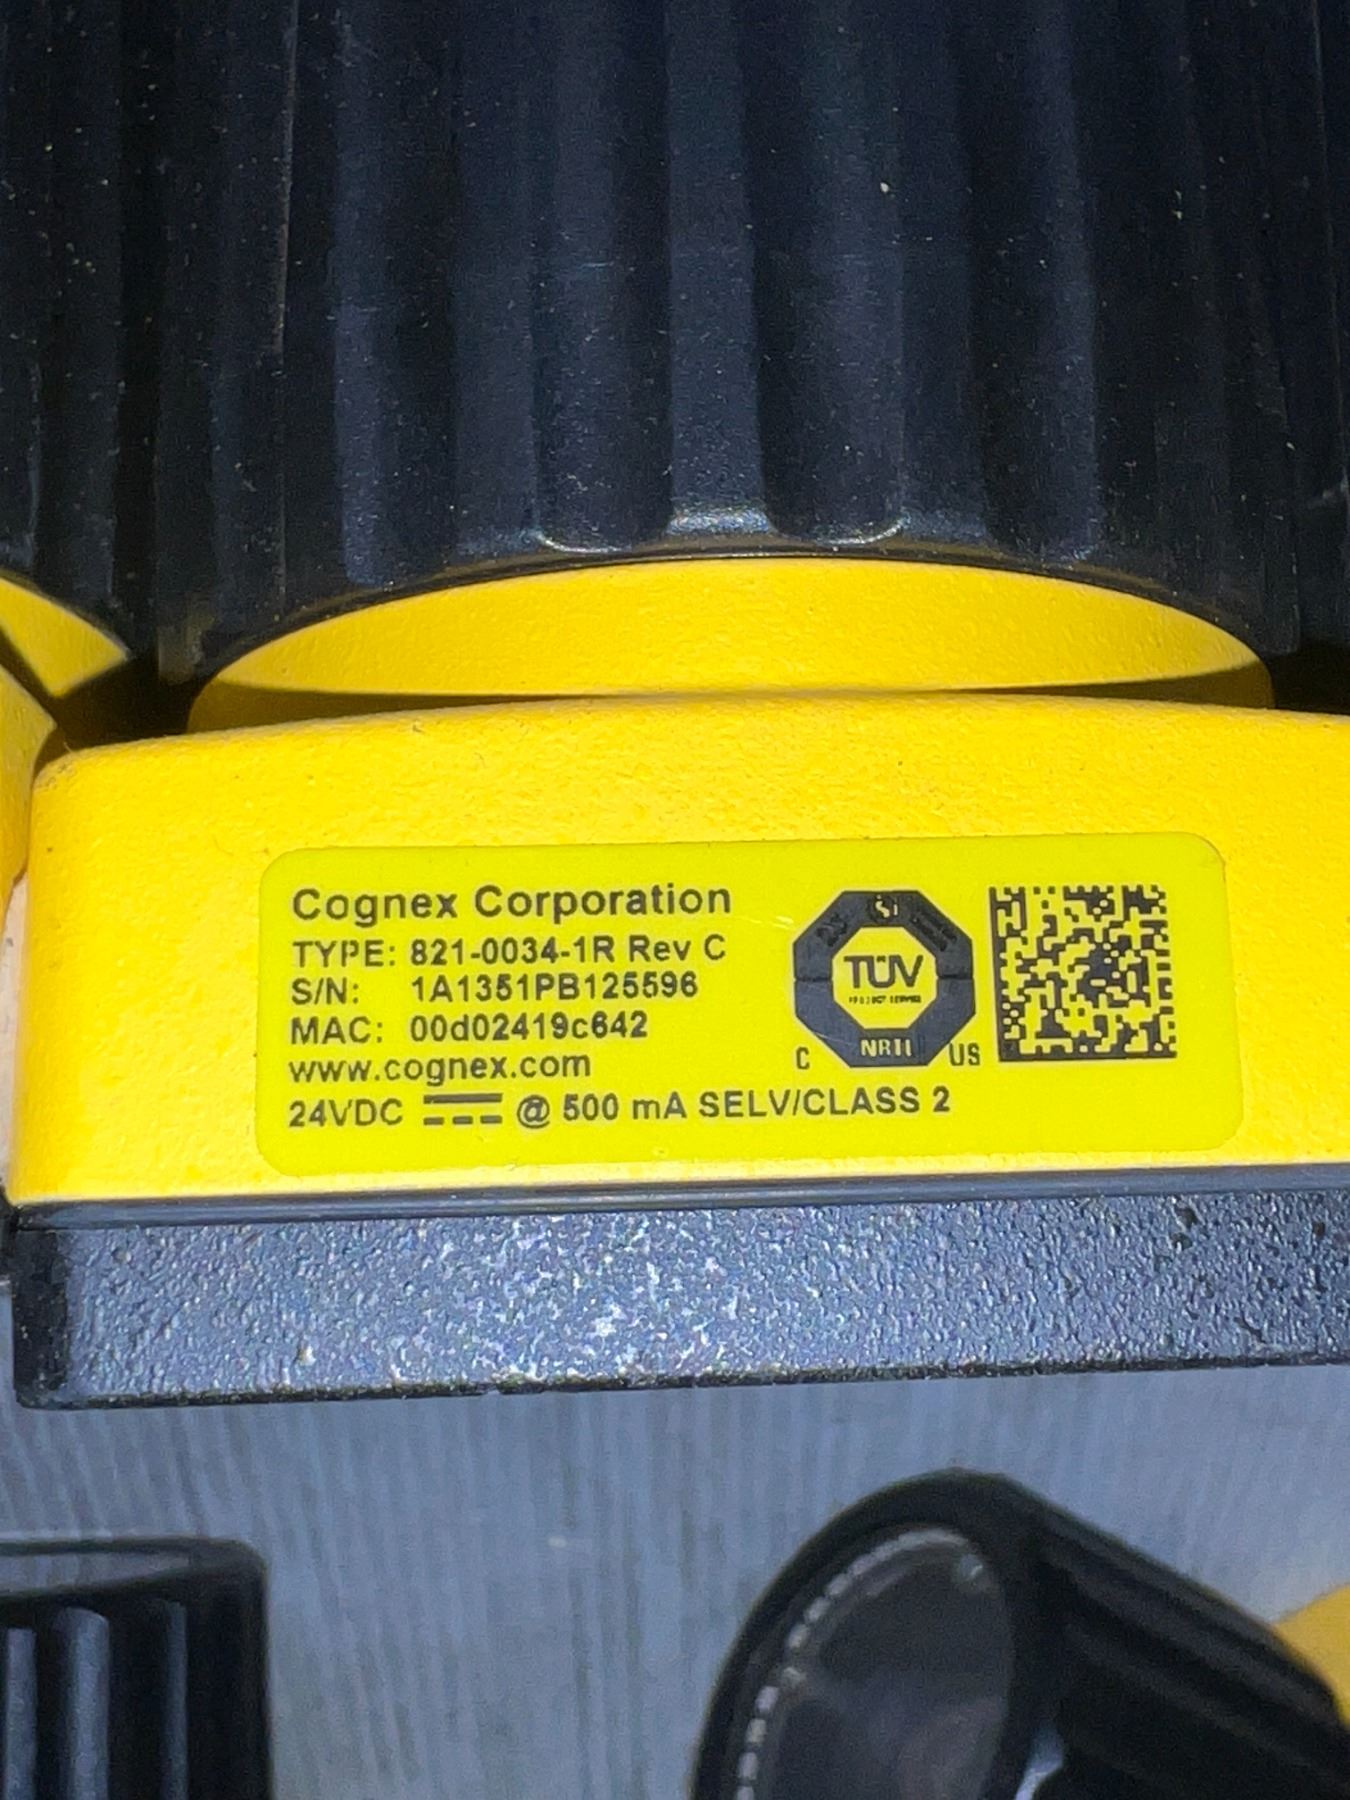 Cognex Corporation
TYPE: 821-0034-1R Rev C
S/N: 1A1351PB125596
MAC: 00d02419c642
www.cognex.com
24VDC @ 500 mA SELV/CLASS 2
TÜV
C US